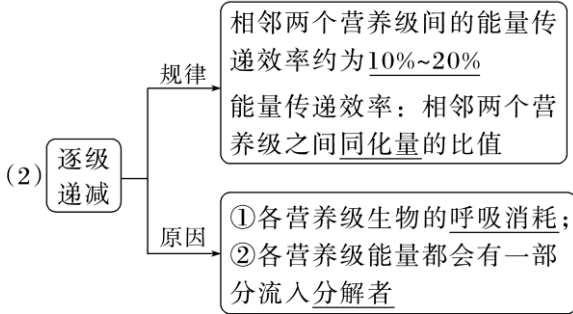 相邻两个营养级间的能量传
递效率约为10%~20%
能量传递效率：相邻两个营
养级之间同化量的比值
规律
(2)
逐级
递减
原因
①各营养级生物的呼吸消耗；
②各营养级能量都会有一部
分流入分解者